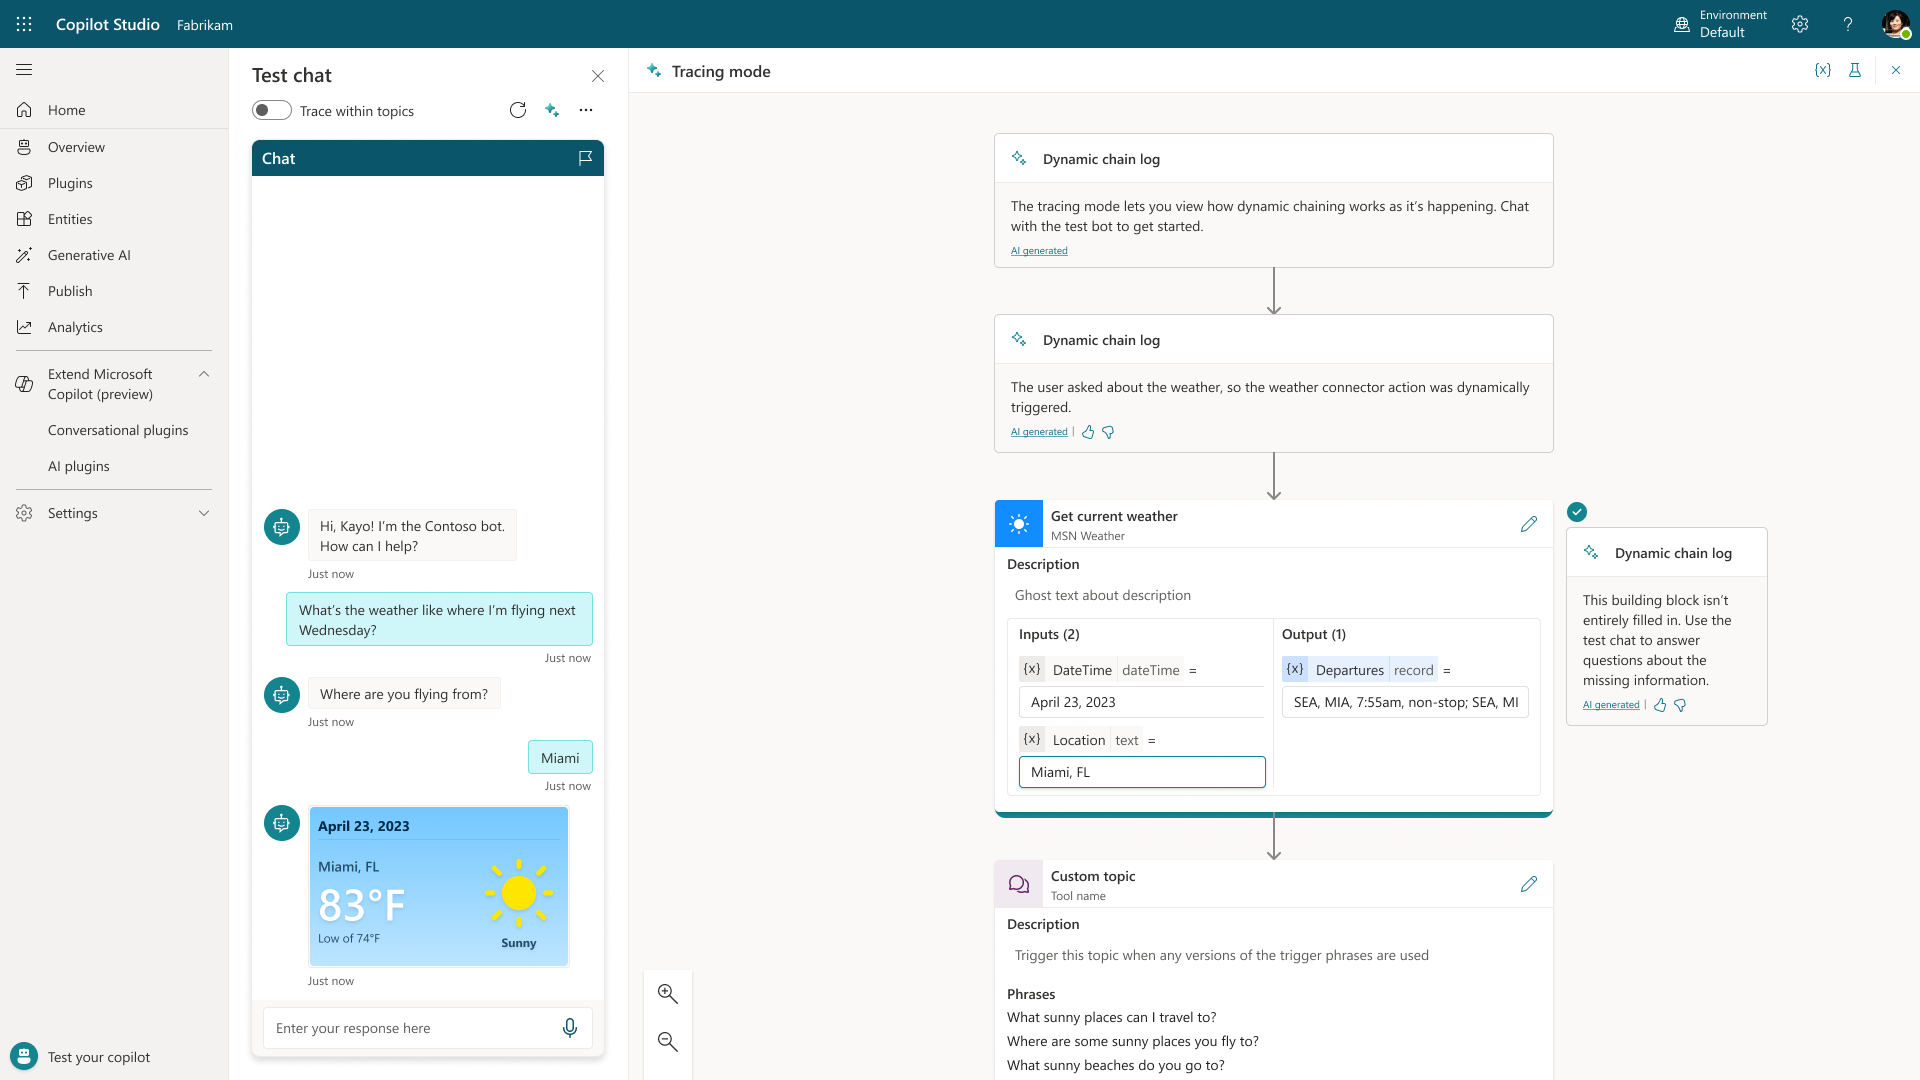 Copilot Studio Fabrikam
Environment
Default
?
Home
Overview
Plugins
Entities
Generative AI
Publish
Analytics
Extend Microsoft
Copilot (preview)
Conversational plugins
AI plugins
Settings
Test your copilot
Test chat
Trace within topics
Chat
Hi, Kayo! I’m the Contoso bot.
How can I help?
Just now
What’s the weather like where I’m flying next
Wednesday?
Just now
Where are you flying from?
Just now
Miami
Just now
April 23, 2023
Miami, FL
83°F
Low of 74°F
Sunny
Just now
Enter your response here
Tracing mode
{x}
Dynamic chain log
The tracing mode lets you view how dynamic chaining works as it’s happening. Chat
with the test bot to get started.
AI generated
Dynamic chain log
The user asked about the weather, so the weather connector action was dynamically
triggered.
AI generated |
Get current weather
MSN Weather
Description
Ghost text about description
Inputs (2)
{x} DateTime dateTime =
April 23, 2023
{x} Location text =
Miami, FL
Output (1)
{x} Departures record =
SEA, MIA, 7:55am, non-stop; SEA, MI
Dynamic chain log
This building block isn’t
entirely filled in. Use the
test chat to answer
questions about the
missing information.
AI generated |
Custom topic
Tool name
Description
Trigger this topic when any versions of the trigger phrases are used
Phrases
What sunny places can I travel to?
Where are some sunny places you fly to?
What sunny beaches do you go to?